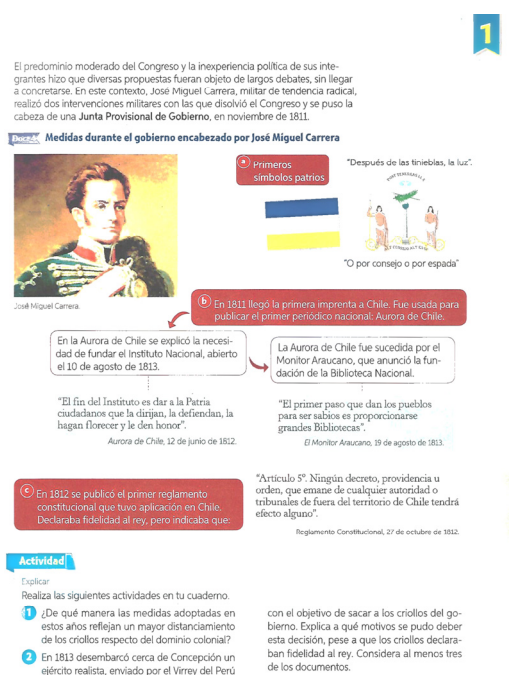 1
El predominio moderado del Congreso y la inexperiencia política de sus inte-
grantes hizo que diversas propuestas fueran objeto de largos debates, sin llegar
a concretarse. En este contexto, José Miguel Carrera, militar de tendencia radical,
realizó dos intervenciones militares con las que disolvió el Congreso y se puso la
cabeza de una Junta Provisional de Gobierno, en noviembre de 1811.
Medidas durante el gobierno encabezado por José Miguel Carrera
a Primeros
símbolos patrios
"Después de las tinieblas, la luz".
"O por consejo o por espada"
José Miguel Carrera.
b En 1811 llegó la primera imprenta a Chile. Fue usada para
publicar el primer periódico nacional: Aurora de Chile.
En la Aurora de Chile se explicó la necesi-
dad de fundar el Instituto Nacional, abierto
el 10 de agosto de 1813.
"El fin del Instituto es dar a la Patria
ciudadanos que la dirijan, la defiendan, la
hagan florecer y le den honor".
Aurora de Chile, 12 de junio de 1812.
La Aurora de Chile fue sucedida por el
Monitor Araucano, que anunció la fun-
dación de la Biblioteca Nacional.
"El primer paso que dan los pueblos
para ser sabios es proporcionarse
grandes Bibliotecas".
El Monitor Araucano, 19 de agosto de 1813.
c En 1812 se publicó el primer reglamento
constitucional que tuvo aplicación en Chile.
Declaraba fidelidad al rey, pero indicaba que:
"Artículo 5º. Ningún decreto, providencia u
orden, que emane de cualquier autoridad o
tribunales de fuera del territorio de Chile tendrá
efecto alguno".
Reglamento Constitucional, 27 de octubre de 1812.
Actividad
Explicar
Realiza las siguientes actividades en tu cuaderno.
1 ¿De qué manera las medidas adoptadas en
estos años reflejan un mayor distanciamiento
de los criollos respecto del dominio colonial?
2 En 1813 desembarcó cerca de Concepción un
ejército realista, enviado por el Virrey del Perú
con el objetivo de sacar a los criollos del go-
bierno. Explica a qué motivos se pudo deber
esta decisión, pese a que los criollos declara-
ban fidelidad al rey. Considera al menos tres
de los documentos.